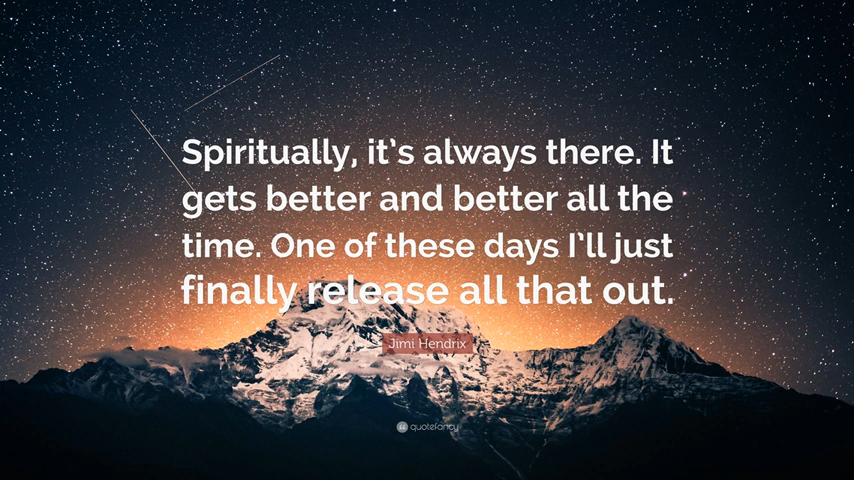 Spiritually, it’s always there. It
gets better and better all the
time. One of these days I’ll just
finally release all that out.
Jimi Hendrix
quotefancy